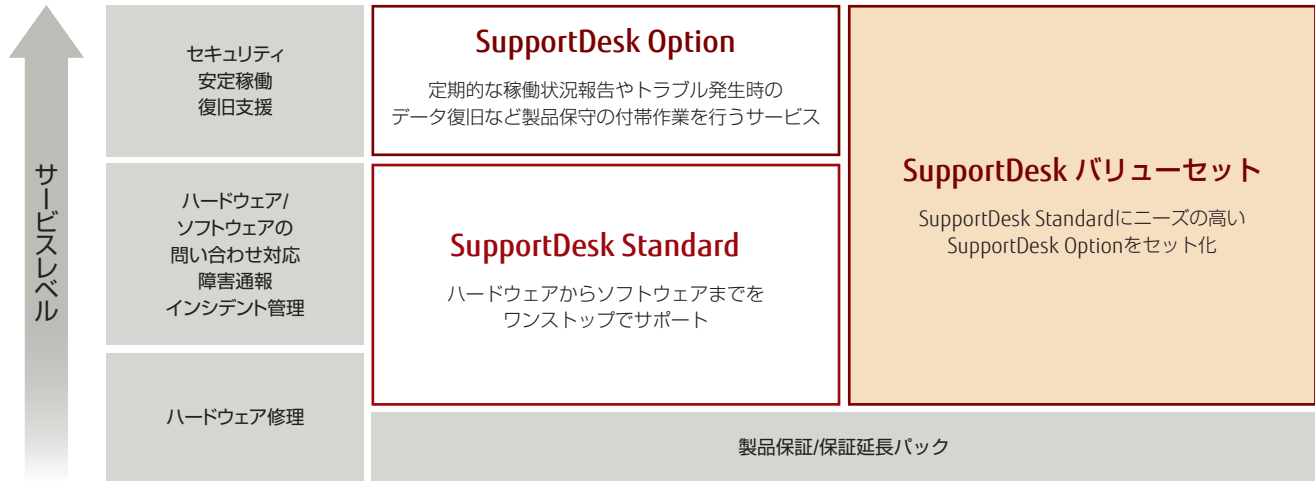 サービスレベル
セキュリティ
安定稼働
復旧支援
SupportDesk Option
定期的な稼働状況報告やトラブル発生時の
データ復旧など製品保守の付帯作業を行うサービス
ハードウェア/
ソフトウェアの
問い合わせ対応
障害通報
インシデント管理
SupportDesk Standard
ハードウェアからソフトウェアまでを
ワンストップでサポート
SupportDesk バリューセット
SupportDesk Standardにニーズの高い
SupportDesk Optionをセット化
ハードウェア修理
製品保証/保証延長パック